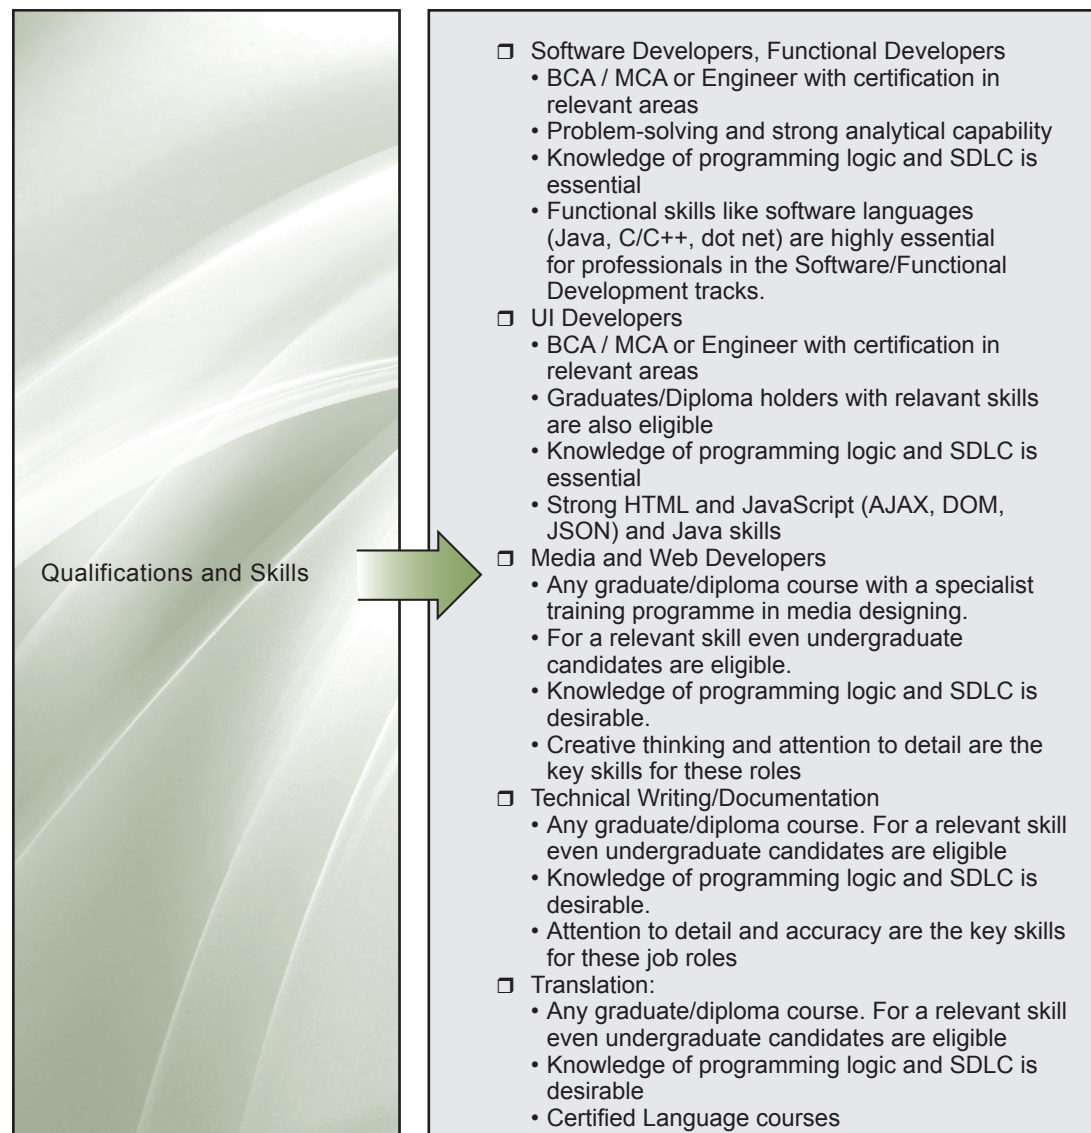 Qualifications and Skills
❒ Software Developers, Functional Developers
• BCA / MCA or Engineer with certification in
relevant areas
• Problem-solving and strong analytical capability
• Knowledge of programming logic and SDLC is
essential
• Functional skills like software languages
(Java, C/C++, dot net) are highly essential
for professionals in the Software/Functional
Development tracks.
❒ UI Developers
• BCA / MCA or Engineer with certification in
relevant areas
• Graduates/Diploma holders with relavant skills
are also eligible
• Knowledge of programming logic and SDLC is
essential
• Strong HTML and JavaScript (AJAX, DOM,
JSON) and Java skills
❒ Media and Web Developers
• Any graduate/diploma course with a specialist
training programme in media designing.
• For a relevant skill even undergraduate
candidates are eligible.
• Knowledge of programming logic and SDLC is
desirable.
• Creative thinking and attention to detail are the
key skills for these roles
❒ Technical Writing/Documentation
• Any graduate/diploma course. For a relevant skill
even undergraduate candidates are eligible
• Knowledge of programming logic and SDLC is
desirable.
• Attention to detail and accuracy are the key skills
for these job roles
❒ Translation:
• Any graduate/diploma course. For a relevant skill
even undergraduate candidates are eligible
• Knowledge of programming logic and SDLC is
desirable
• Certified Language courses